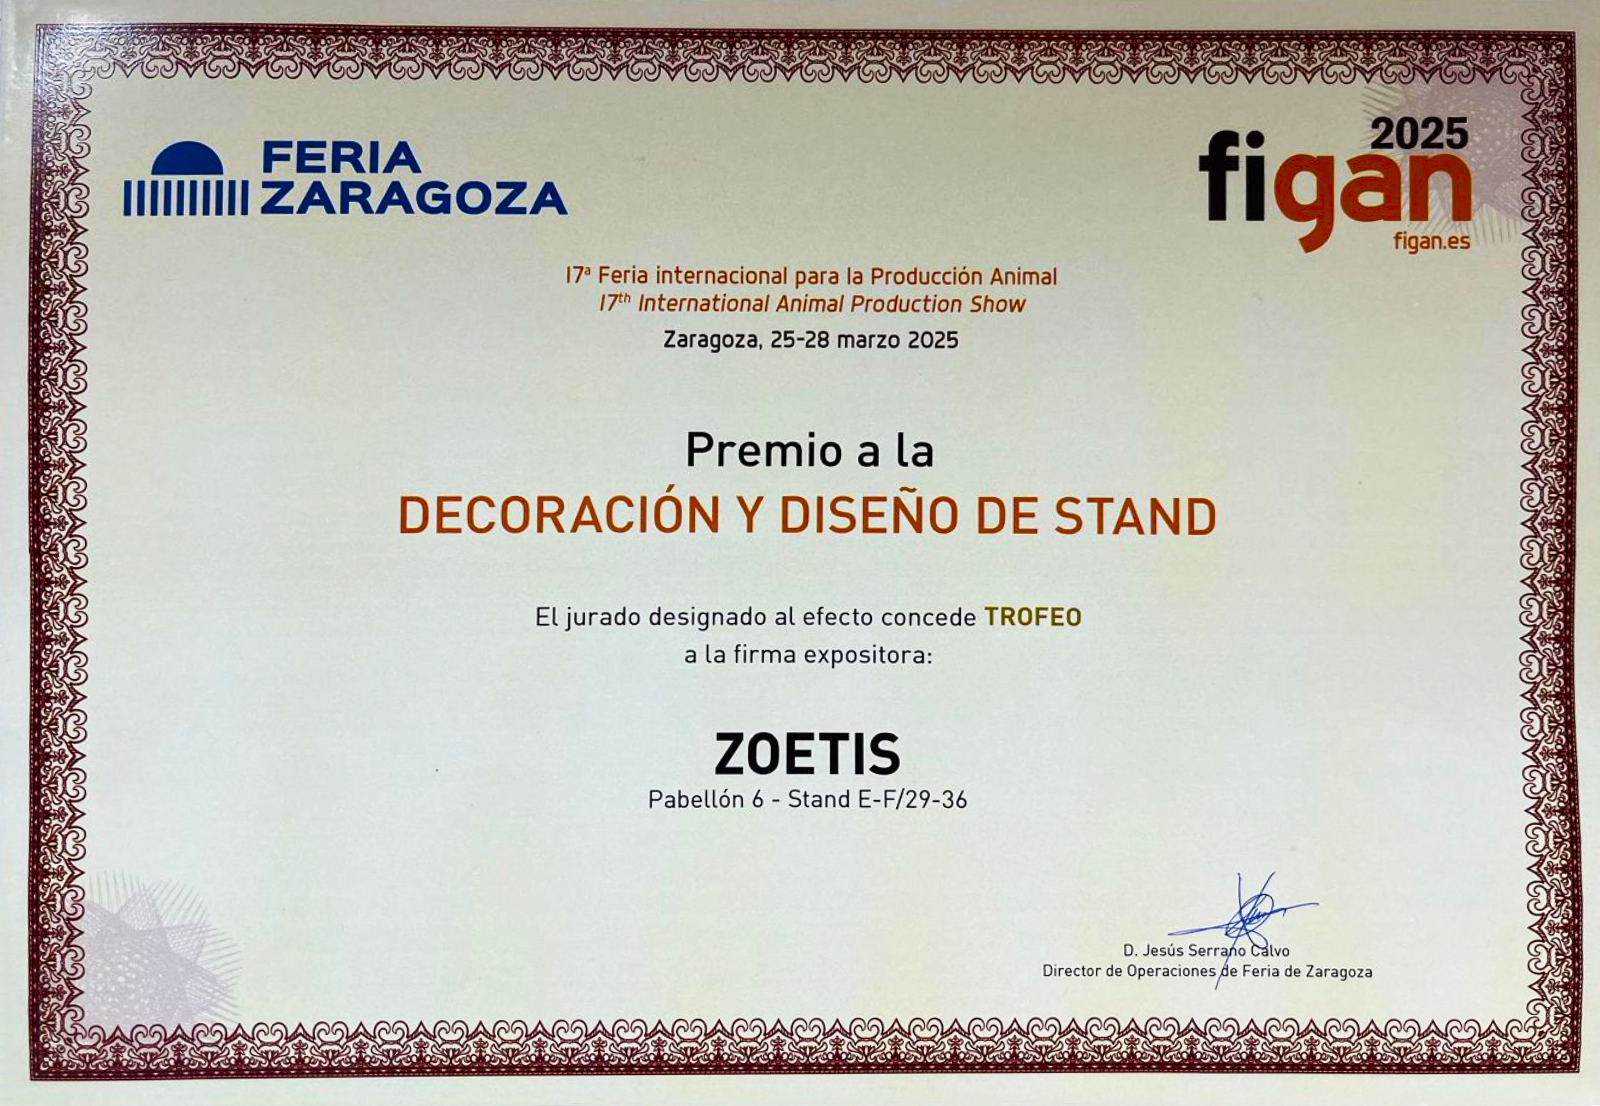 FERIA
ZARAGOZA
2025
figan
figan.es
17ª Feria internacional para la Producción Animal
17th International Animal Production Show
Zaragoza, 25-28 marzo 2025
Premio a la
DECORACIÓN Y DISEÑO DE STAND
El jurado designado al efecto concede TROFEO
a la firma expositora:
ZOETIS
Pabellón 6 - Stand E-F/29-36
D. Jesús Serrano Calvo
Director de Operaciones de Feria de Zaragoza